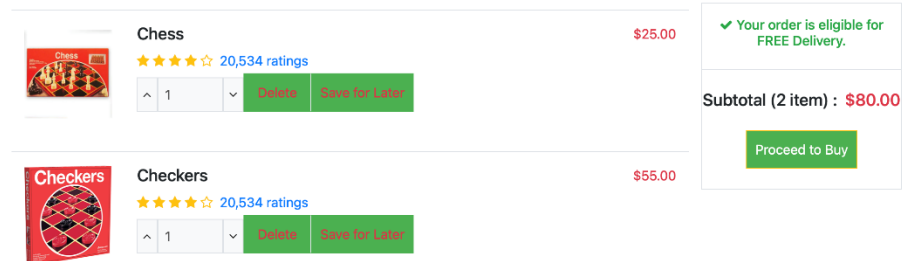 Chess
Chess
$25.00
20,534 ratings
1
Delete
Save for Later
Checkers
Checkers
$55.00
20,534 ratings
1
Delete
Save for Later
Your order is eligible for
FREE Delivery.
Subtotal (2 item) : $80.00
Proceed to Buy